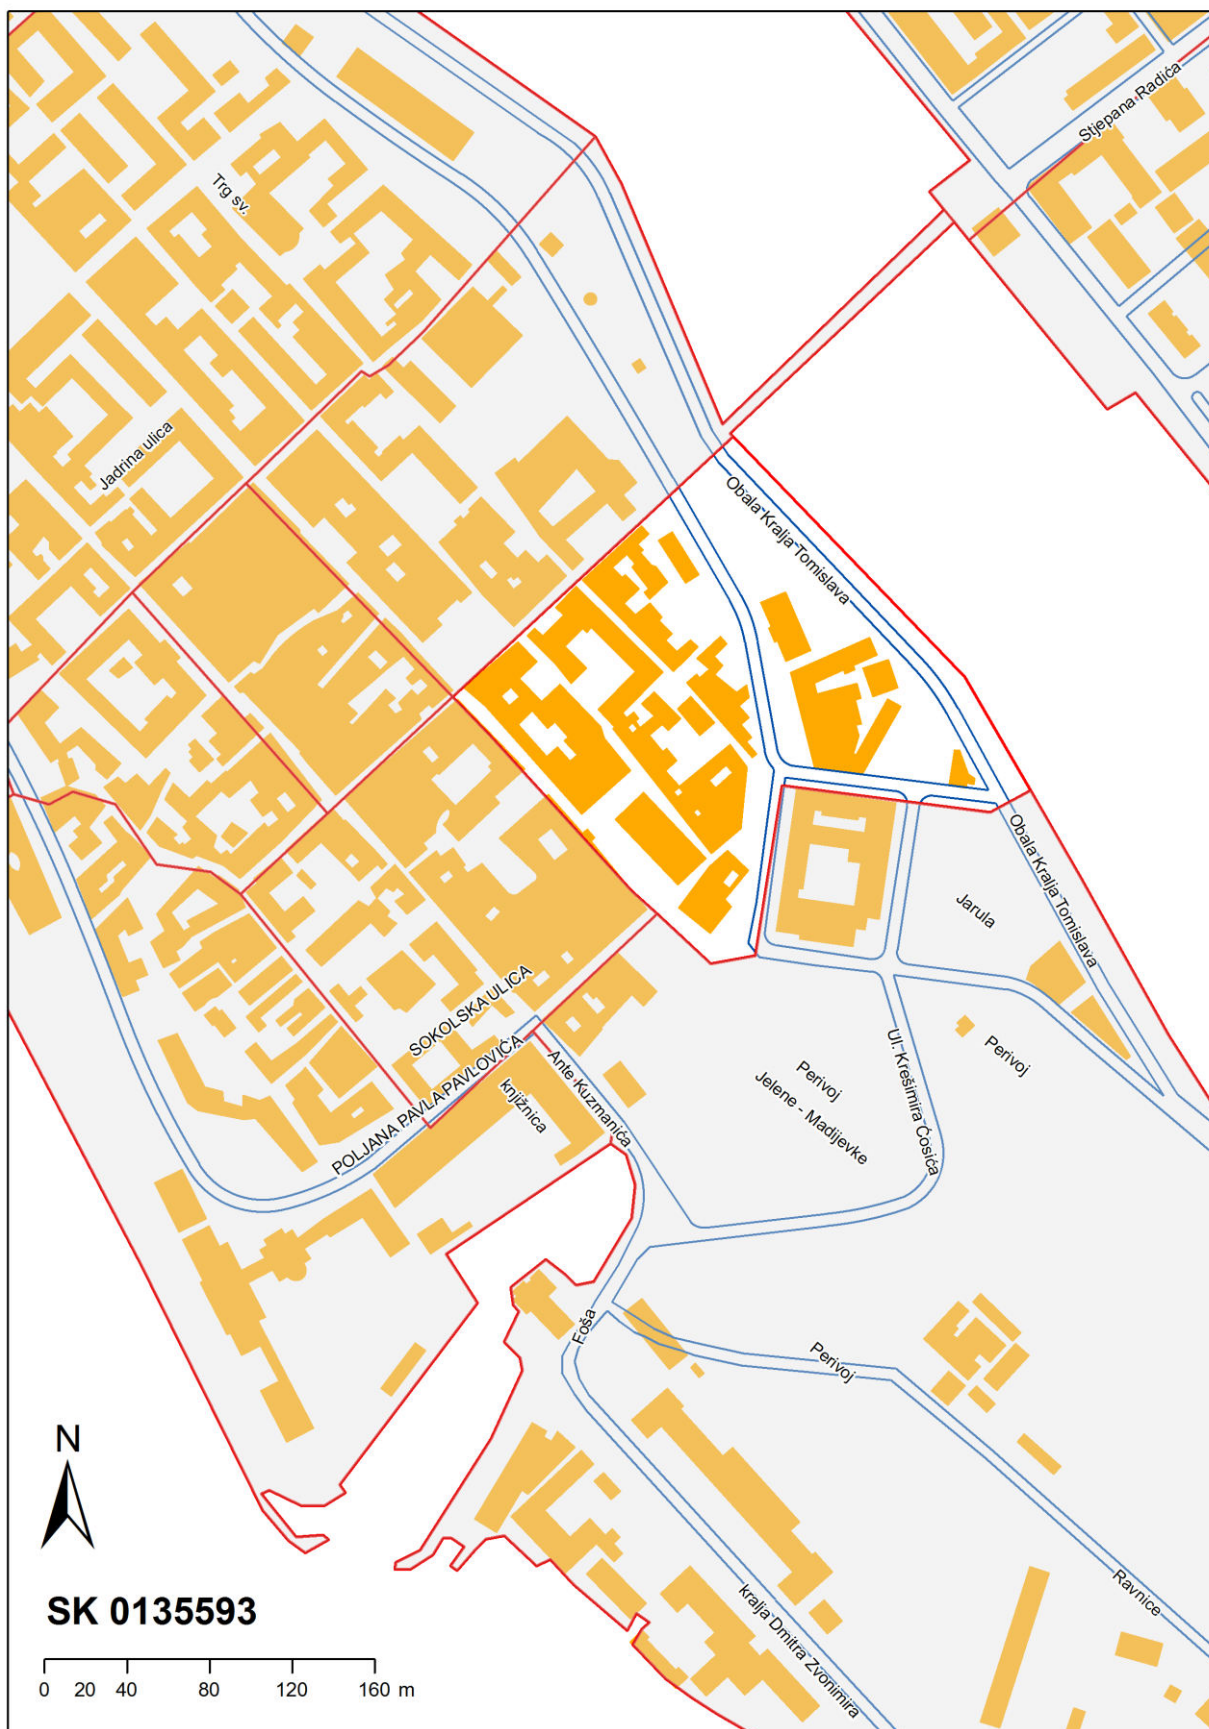 Stjepana Radića
Trg sv.
Jadrina ulica
Obala Kralja Tomislava
Obala Kralja Tomislava
Jarula
SOKOLSKA ULICA
POLJANA PAVLA PAVLOVIĆA
knjižnica
Ante Kuzmanića
Perivoj
Jelene - Madijevke
Ul. Krešimira Ćosića
Perivoj
Foša
Perivoj
Ravnice
kralja Dmitra Zvonimira
N
SK 0135593
0 20 40 80 120 160 m